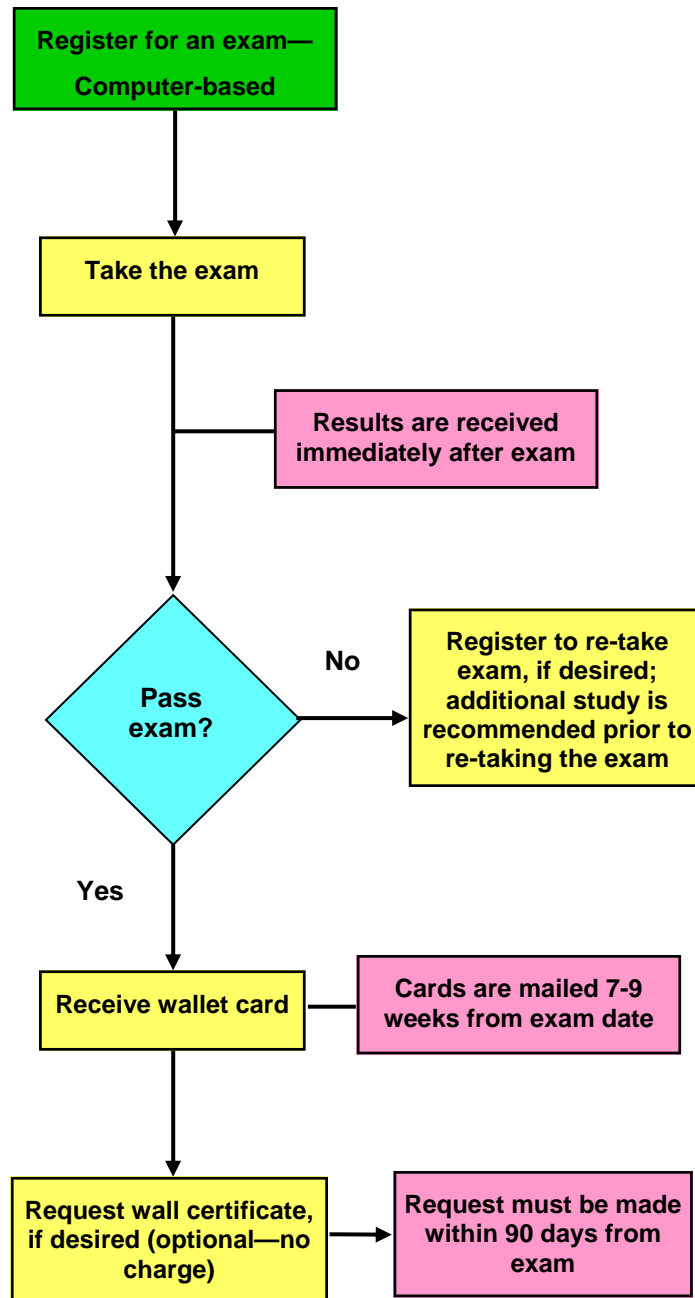 Register for an exam—
Computer-based
Take the exam
Results are received
immediately after exam
Pass
exam?
No
Register to re-take
exam, if desired;
additional study is
recommended prior to
re-taking the exam
Yes
Receive wallet card
Cards are mailed 7-9
weeks from exam date
Request wall certificate,
if desired (optional—no
charge)
Request must be made
within 90 days from
exam